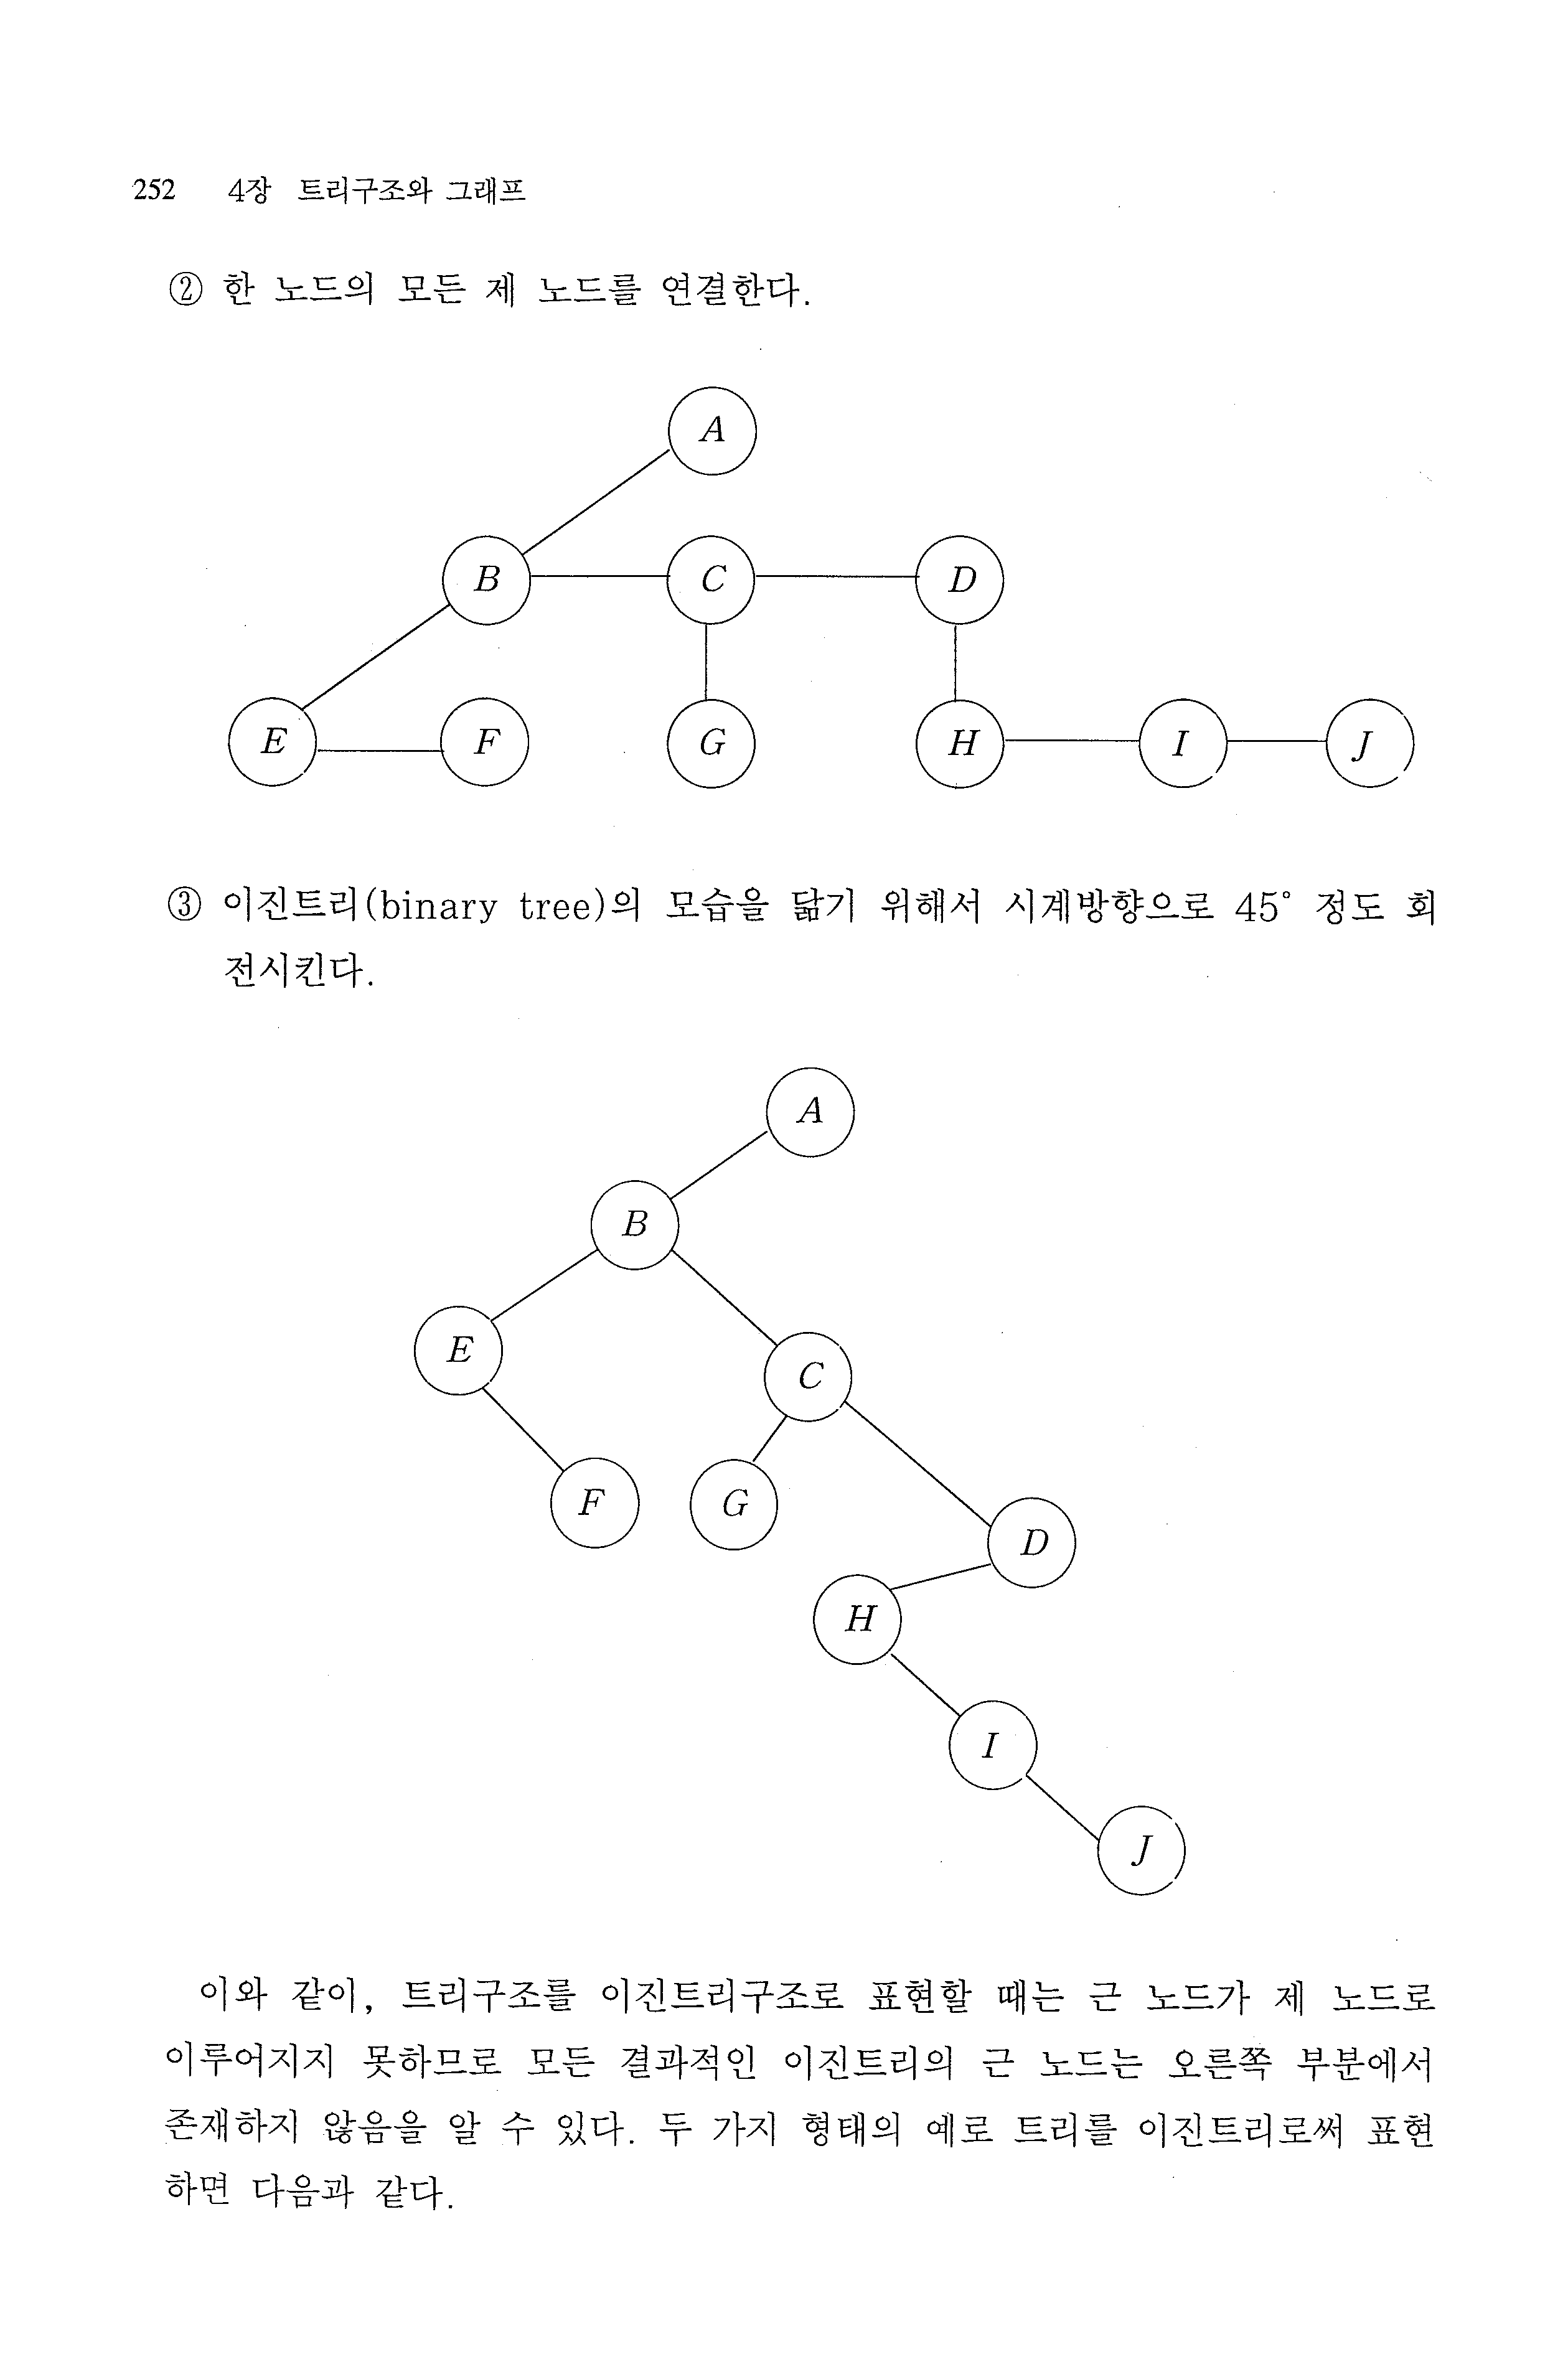 252 4장 트리구조와 그래프
② 한 노드의 모든 제 노드를 연결한다.
A
B C D
E F G H I J
③ 이진트리(binary tree)의 모습을 닮기 위해서 시계방향으로 45° 정도 회
전시킨다.
A
B
E
C
F G
D
H
I
J
이와 같이, 트리구조를 이진트리구조로 표현할 때는 근 노드가 제 노드로
이루어지지 못하므로 모든 결과적인 이진트리의 근 노드는 오른쪽 부분에서
존재하지 않음을 알 수 있다. 두 가지 형태의 예로 트리를 이진트리로써 표현
하면 다음과 같다.